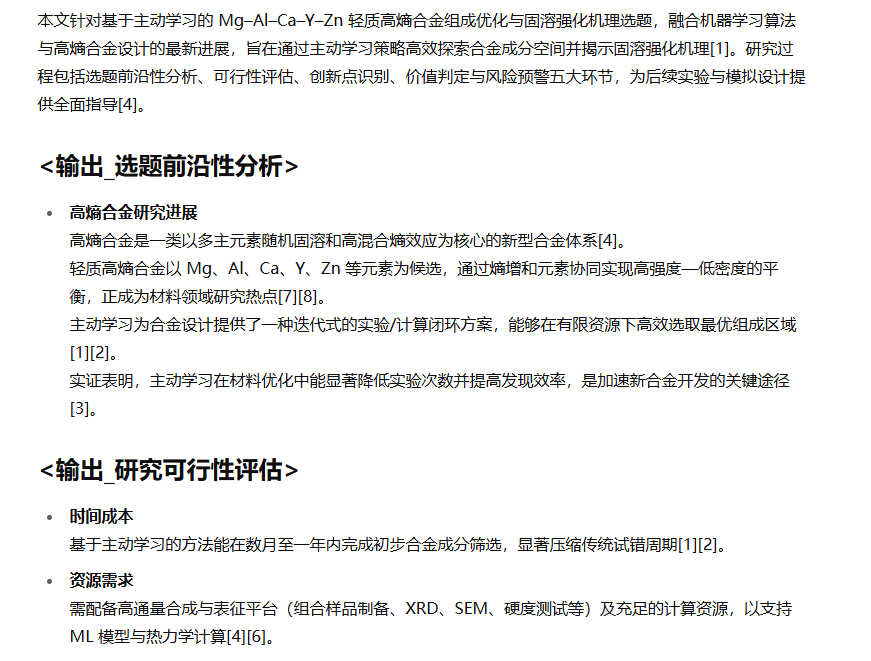 本文针对基于主动学习的 Mg–Al–Ca–Y–Zn 轻质高熵合金组成优化与固溶强化机理选题，融合机器学习算法
与高熵合金设计的最新进展，旨在通过主动学习策略高效探索合金成分空间并揭示固溶强化机理[1]。研究过
程包括选题前沿性分析、可行性评估、创新点识别、价值判定与风险预警五大环节，为后续实验与模拟设计提
供全面指导[4]。
<输出_选题前沿性分析>
• 高熵合金研究进展
高熵合金是一类以多主元素随机固溶和高混合熵效应为核心的新型合金体系[4]。
轻质高熵合金以 Mg、Al、Ca、Y、Zn 等元素为候选，通过熵增和元素协同实现高强度—低密度的平
衡，正成为材料领域研究热点[7][8]。
主动学习为合金设计提供了一种迭代式的实验/计算闭环方案，能够在有限资源下高效选取最优组成区域
[1][2]。
实证表明，主动学习在材料优化中能显著降低实验次数并提高发现效率，是加速新合金开发的关键途径
[3]。
<输出_研究可行性评估>
• 时间成本
基于主动学习的方法能在数月至一年内完成初步合金成分筛选，显著压缩传统试错周期[1][2]。
• 资源需求
需配备高通量合成与表征平台（组合样品制备、XRD、SEM、硬度测试等）及充足的计算资源，以支持
ML 模型与热力学计算[4][6]。